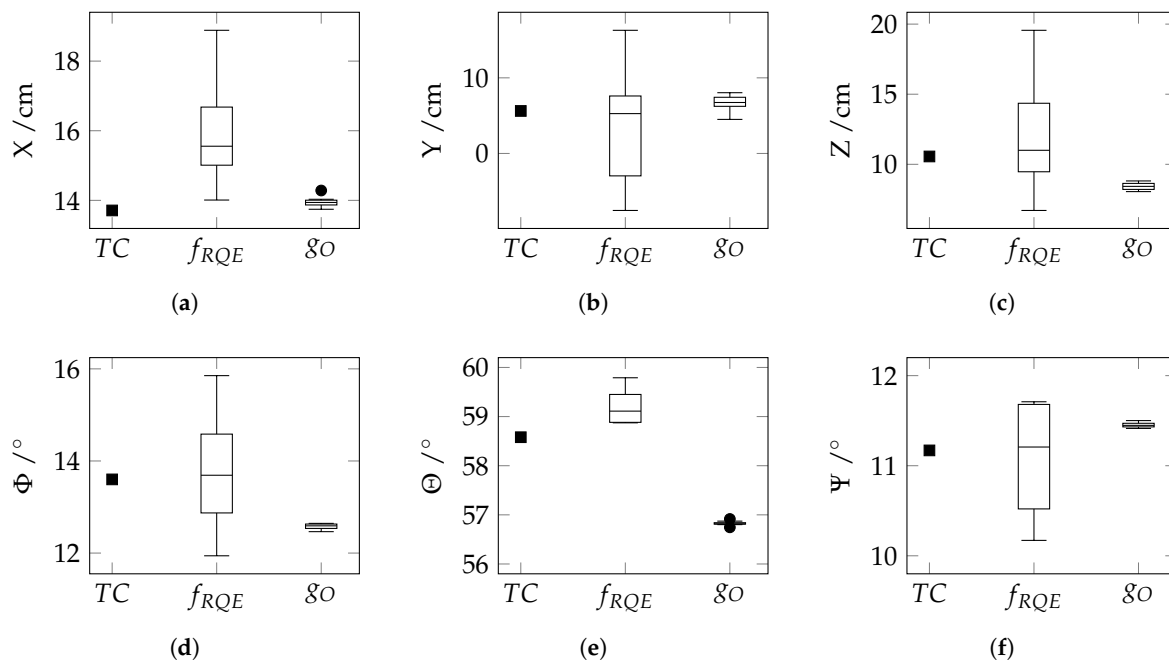 X /cm
18
16
14
TC
f_RQE
g_O
(a)
Y /cm
10
0
TC
f_RQE
g_O
(b)
Z /cm
20
15
10
TC
f_RQE
g_O
(c)
Φ /°
16
14
12
TC
f_RQE
g_O
(d)
Θ /°
60
59
58
57
56
TC
f_RQE
g_O
(e)
Ψ /°
12
11
10
TC
f_RQE
g_O
(f)